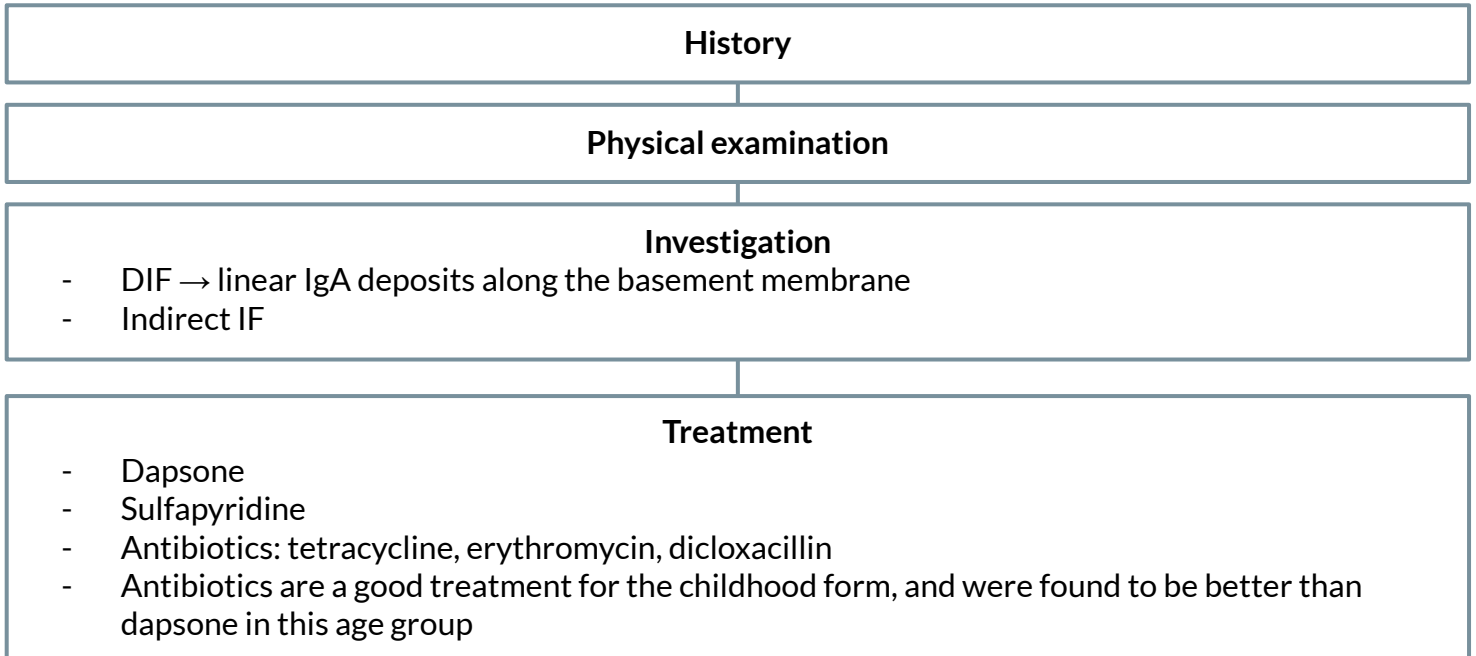 History
Physical examination
Investigation
- DIF → linear IgA deposits along the basement membrane
- Indirect IF
Treatment
- Dapsone
- Sulfapyridine
- Antibiotics: tetracycline, erythromycin, dicloxacillin
- Antibiotics are a good treatment for the childhood form, and were found to be better than
dapsone in this age group